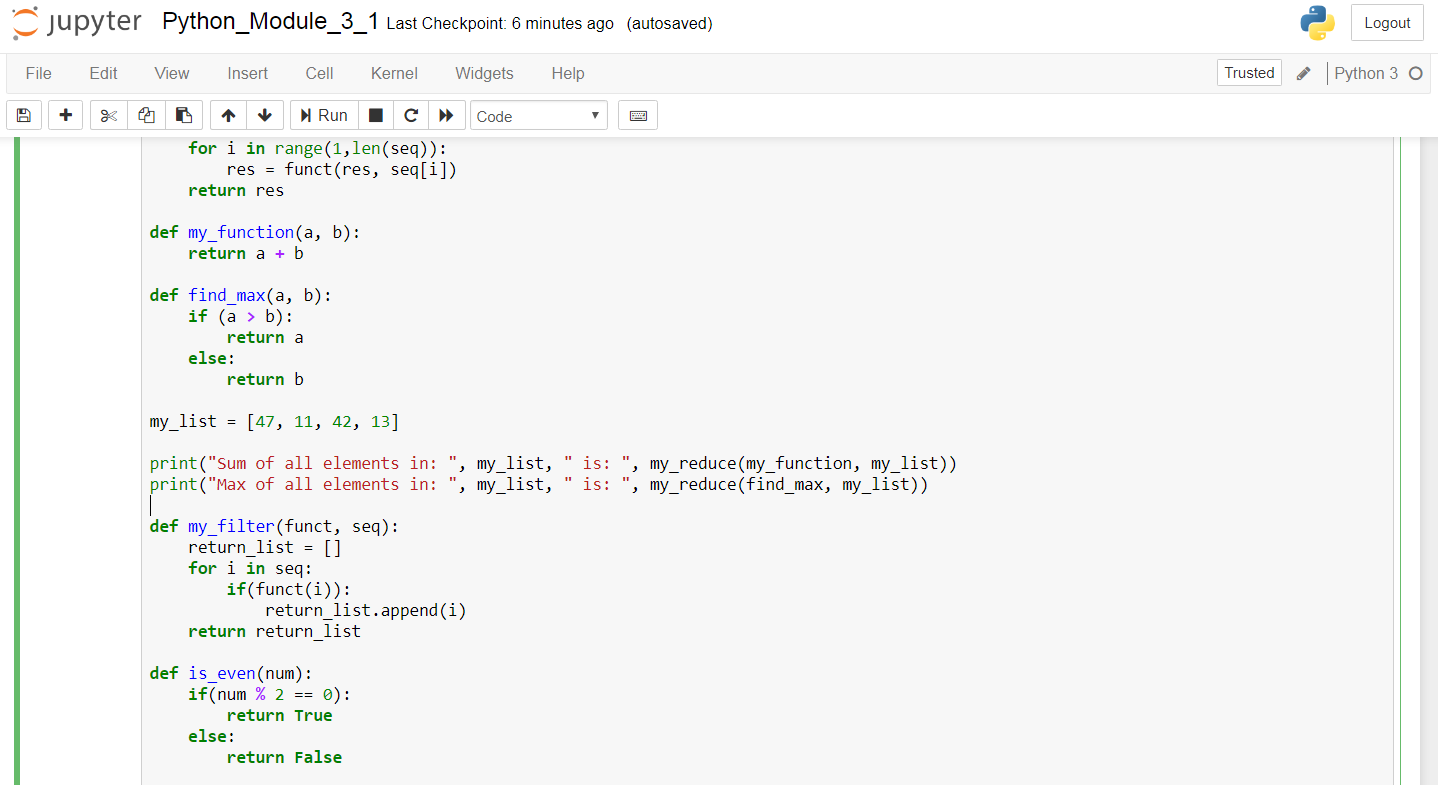 jupyter Python_Module_3_1 Last Checkpoint: 6 minutes ago (autosaved) Logout
File Edit View Insert Cell Kernel Widgets Help Trusted Python 3
Run Code
    for i in range(1,len(seq)):
        res = funct(res, seq[i])
    return res
def my_function(a, b):
    return a + b
def find_max(a, b):
    if (a > b):
        return a
    else:
        return b
my_list = [47, 11, 42, 13]
print("Sum of all elements in: ", my_list, " is: ", my_reduce(my_function, my_list))
print("Max of all elements in: ", my_list, " is: ", my_reduce(find_max, my_list))
def my_filter(funct, seq):
    return_list = []
    for i in seq:
        if(funct(i)):
            return_list.append(i)
    return return_list
def is_even(num):
    if(num % 2 == 0):
        return True
    else:
        return False